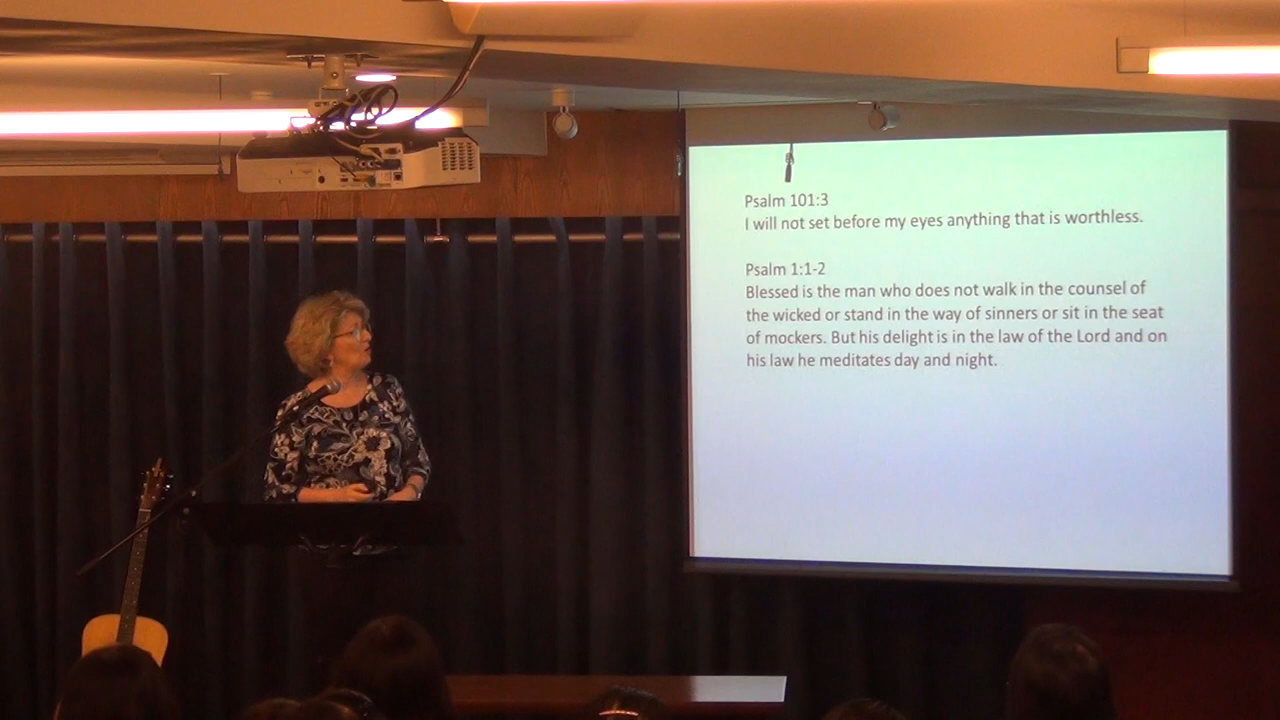 Psalm 101:3
I will not set before my eyes anything that is worthless.
Psalm 1:1-2
Blessed is the man who does not walk in the counsel of
the wicked or stand in the way of sinners or sit in the seat
of mockers. But his delight is in the law of the Lord and on
his law he meditates day and night.